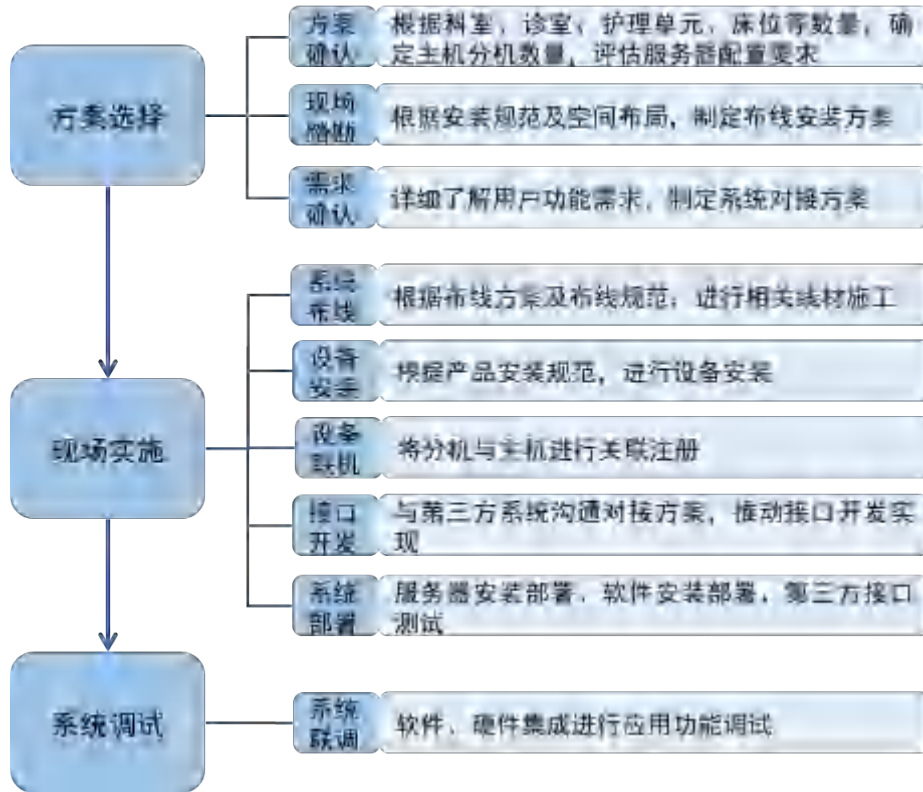 方案
确认
根据科室、诊室、护理单元、床位等数量，确
定主机分机数量，评估服务器配置要求
方案选择
现场
踏勘
根据安装规范及空间布局，制定布线安装方案
需求
确认
详细了解用户功能需求，制定系统对接方案
系统
布线
根据布线方案及布线规范，进行相关线材施工
设备
安装
根据产品安装规范，进行设备安装
现场实施
设备
联机
将分机与主机进行关联注册
接口
开发
与第三方系统沟通对接方案，推动接口开发实
现
系统
部署
服务器安装部署、软件安装部署、第三方接口
测试
系统调试
系统
联调
软件、硬件集成进行应用功能调试